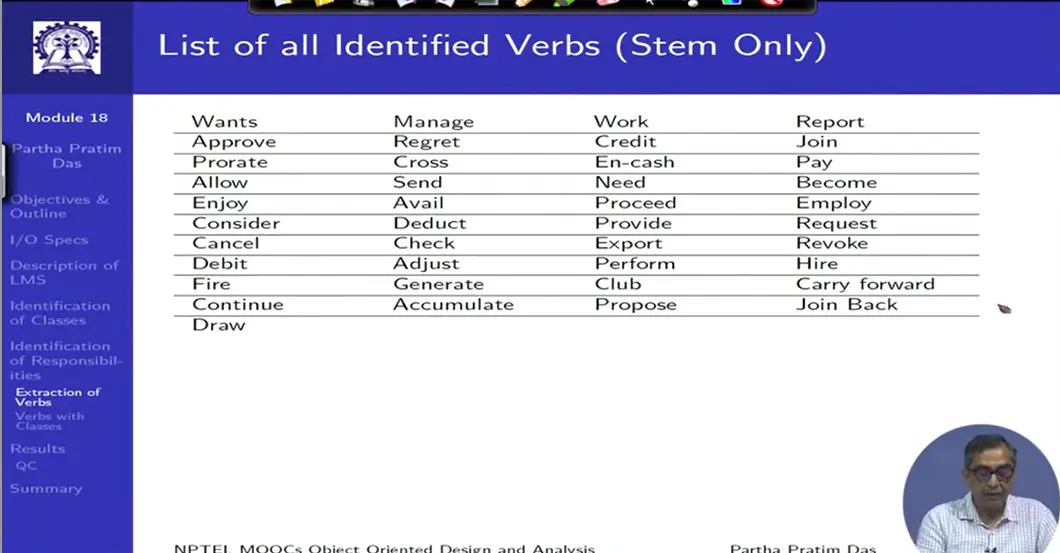 List of all Identified Verbs (Stem Only)
Module 18
Partha Pratim
Das
Objectives &
Outline
I/O Specs
Description of
LMS
Identification
of Classes
Identification
of Responsibil-
ities
Extraction of
Verbs
Verbs with
Classes
Results
QC
Summary
Wants Manage Work Report
Approve Regret Credit Join
Prorate Cross En-cash Pay
Allow Send Need Become
Enjoy Avail Proceed Employ
Consider Deduct Provide Request
Cancel Check Export Revoke
Debit Adjust Perform Hire
Fire Generate Club Carry forward
Continue Accumulate Propose Join Back
Draw
NPTEL MOOCs Object Oriented Design and Analysis Partha Pratim Das